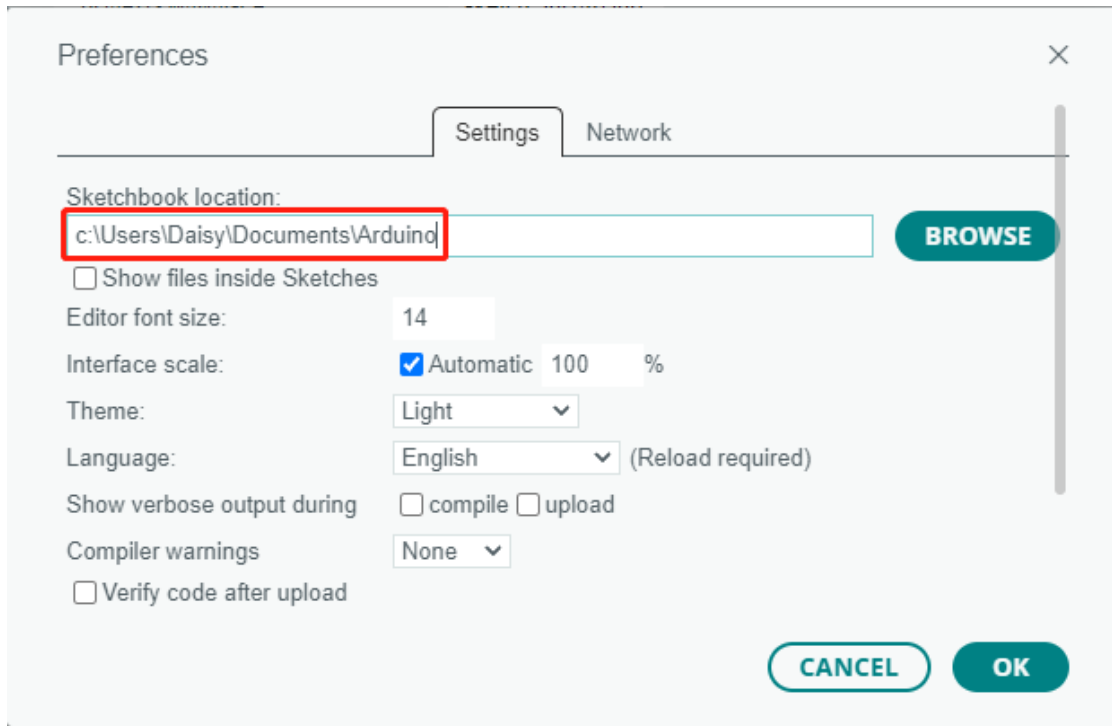 Preferences
Settings Network
Sketchbook location:
c:\Users\Daisy\Documents\Arduino
BROWSE
Show files inside Sketches
Editor font size: 14
Interface scale: Automatic 100 %
Theme: Light
Language: English (Reload required)
Show verbose output during compile upload
Compiler warnings None
Verify code after upload
CANCEL OK